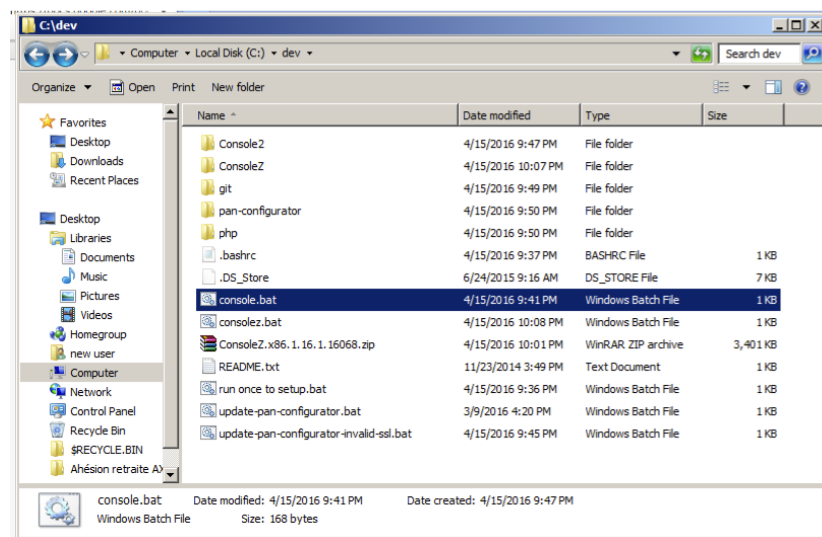 C:\dev
Computer Local Disk (C:) dev Search dev
Organize Open Print New folder
Favorites
Desktop
Downloads
Recent Places
Desktop
Libraries
Documents
Music
Pictures
Videos
Homegroup
new user
Computer
Network
Control Panel
Recycle Bin
$RECYCLE.BIN
Ahésion retraite AX
Name Date modified Type Size
Console2 4/15/2016 9:47 PM File folder
ConsoleZ 4/15/2016 10:07 PM File folder
git 4/15/2016 9:49 PM File folder
pan-configurator 4/15/2016 9:50 PM File folder
php 4/15/2016 9:50 PM File folder
.bashrc 4/15/2016 9:37 PM BASHRC File 1 KB
.DS_Store 6/24/2015 9:16 AM DS_STORE File 7 KB
console.bat 4/15/2016 9:41 PM Windows Batch File 1 KB
consolez.bat 4/15/2016 10:08 PM Windows Batch File 1 KB
ConsoleZ.x86.1.16.1.16068.zip 4/15/2016 10:01 PM WinRAR ZIP archive 3,401 KB
README.txt 11/23/2014 3:49 PM Text Document 1 KB
run once to setup.bat 4/15/2016 9:36 PM Windows Batch File 1 KB
update-pan-configurator.bat 3/9/2016 4:20 PM Windows Batch File 1 KB
update-pan-configurator-invalid-ssl.bat 4/15/2016 9:45 PM Windows Batch File 1 KB
console.bat Date modified: 4/15/2016 9:41 PM Date created: 4/15/2016 9:47 PM
Windows Batch File Size: 168 bytes